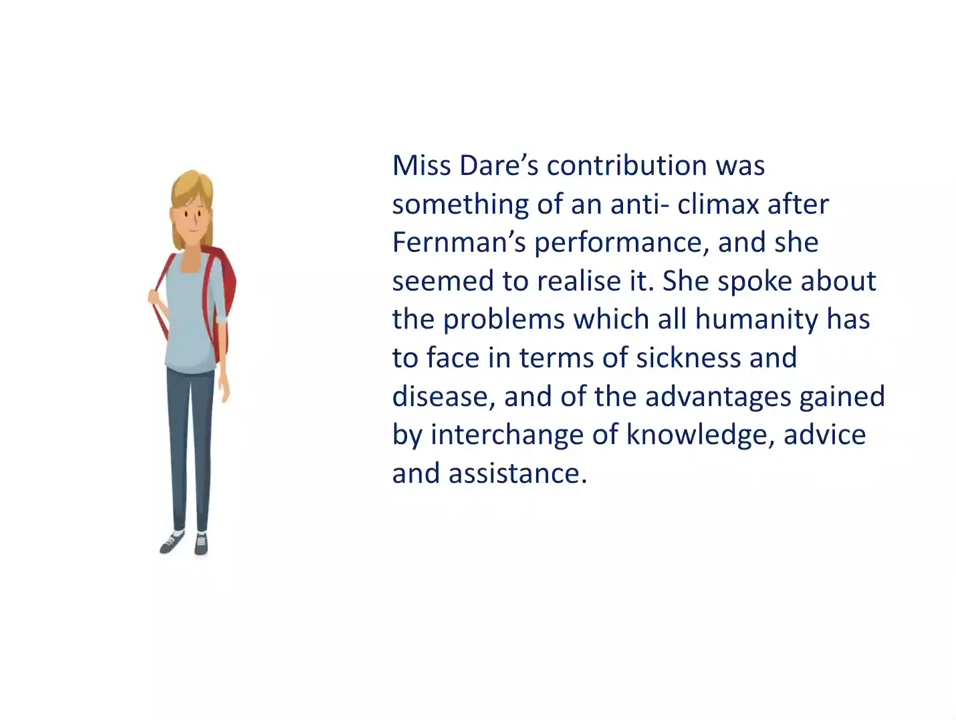 Miss Dare’s contribution was
something of an anti- climax after
Fernman’s performance, and she
seemed to realise it. She spoke about
the problems which all humanity has
to face in terms of sickness and
disease, and of the advantages gained
by interchange of knowledge, advice
and assistance.